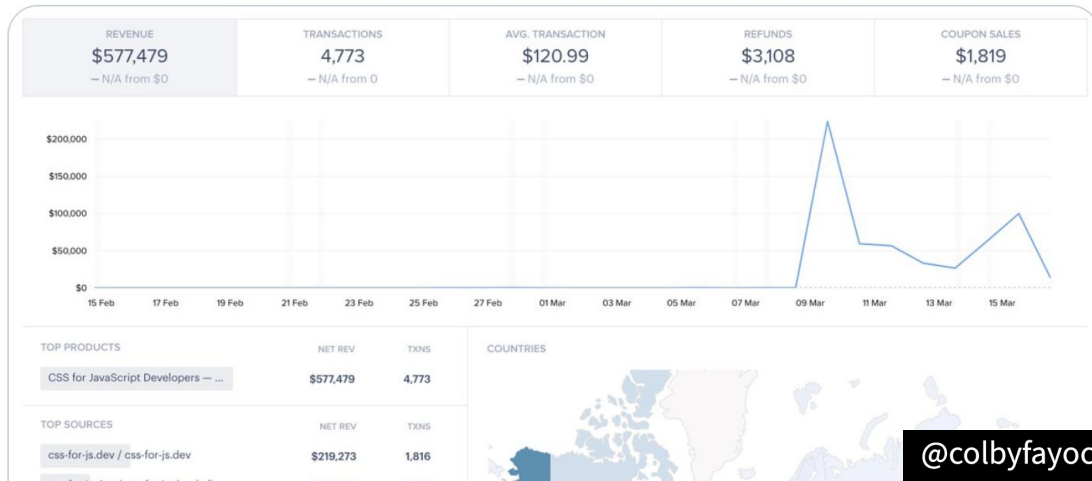 REVENUE
$577,479
– N/A from $0
TRANSACTIONS
4,773
– N/A from 0
AVG. TRANSACTION
$120.99
– N/A from $0
REFUNDS
$3,108
– N/A from $0
COUPON SALES
$1,819
– N/A from $0
$200,000
$150,000
$100,000
$50,000
$0
15 Feb 17 Feb 19 Feb 21 Feb 23 Feb 25 Feb 27 Feb 01 Mar 03 Mar 05 Mar 07 Mar 09 Mar 11 Mar 13 Mar 15 Mar
TOP PRODUCTS NET REV TXNS
CSS for JavaScript Developers — ... $577,479 4,773
TOP SOURCES NET REV TXNS
css-for-js.dev / css-for-js.dev $219,273 1,816
COUNTRIES
@colbyfayoc